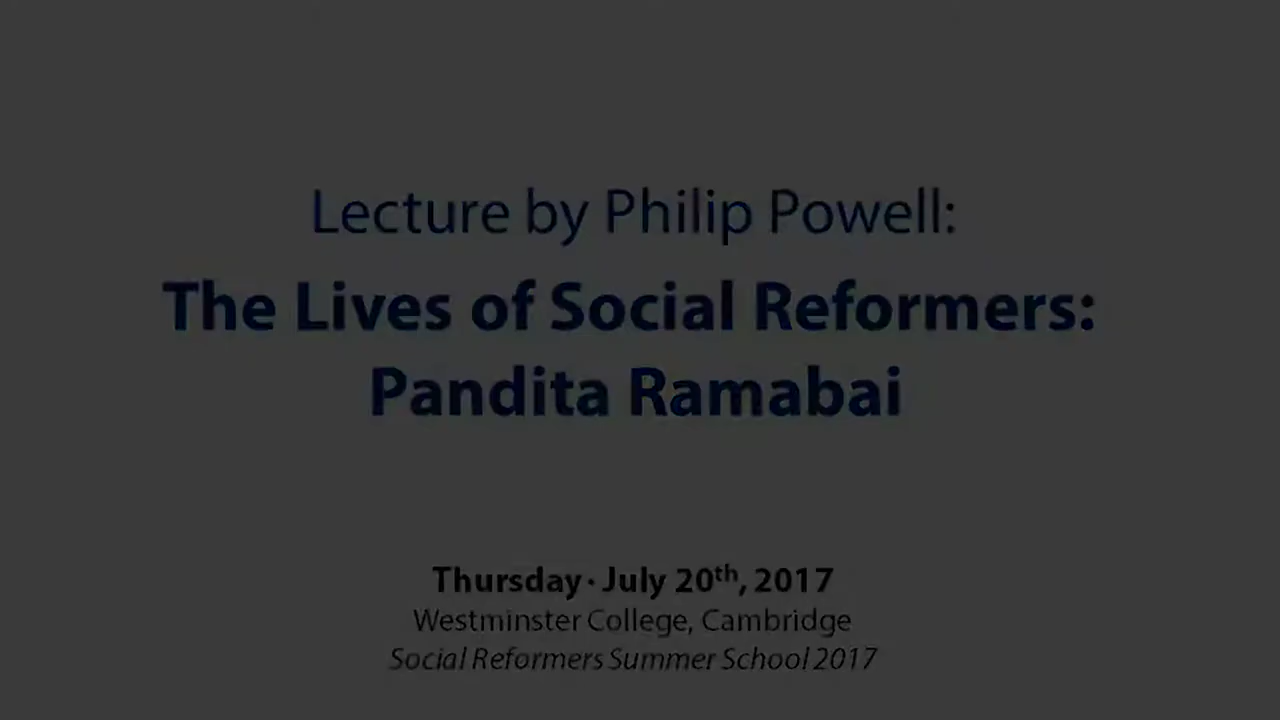 Lecture by Philip Powell:
The Lives of Social Reformers:
Pandita Ramabai
Thursday · July 20th, 2017
Westminster College, Cambridge
Social Reformers Summer School 2017